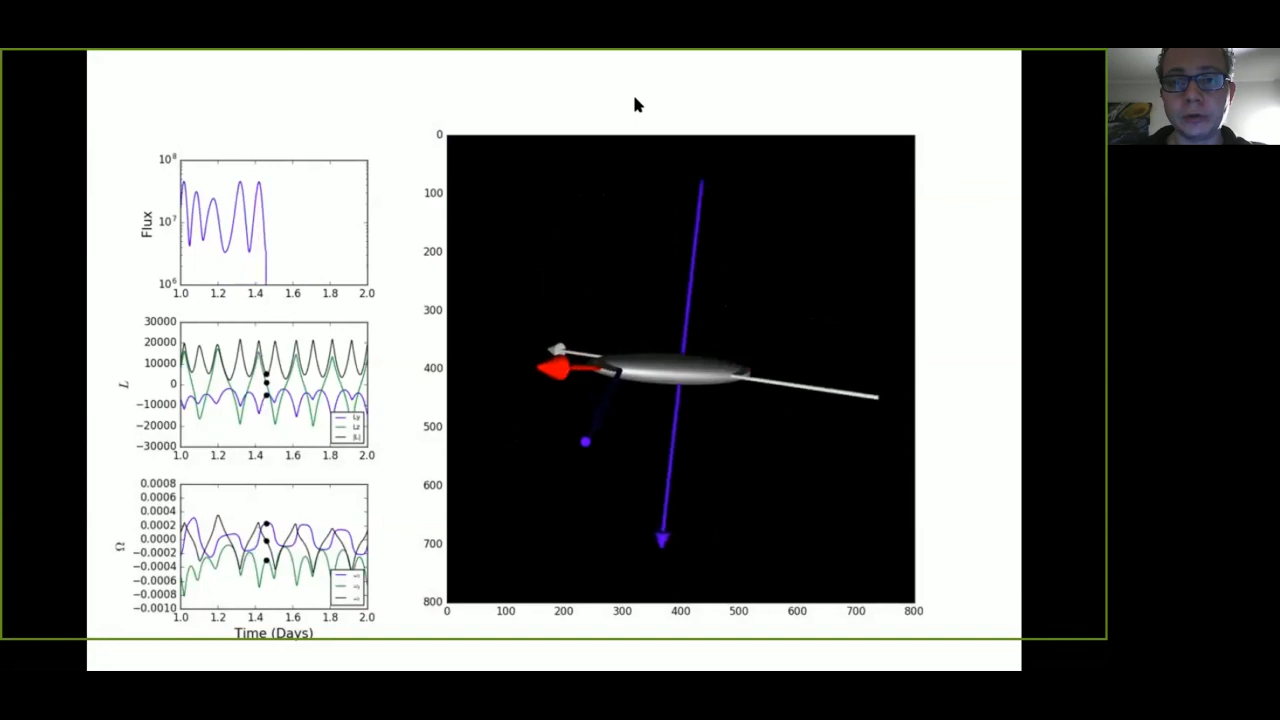 Flux
10⁸
10⁷
10⁶
1.0 1.2 1.4 1.6 1.8 2.0
L
30000
20000
10000
0
−10000
−20000
−30000
Ly
Lz
|L|
1.0 1.2 1.4 1.6 1.8 2.0
Ω
0.0008
0.0006
0.0004
0.0002
0.0000
−0.0002
−0.0004
−0.0006
−0.0008
−0.0010
1.0 1.2 1.4 1.6 1.8 2.0
Time (Days)
0
100
200
300
400
500
600
700
800
0 100 200 300 400 500 600 700 800